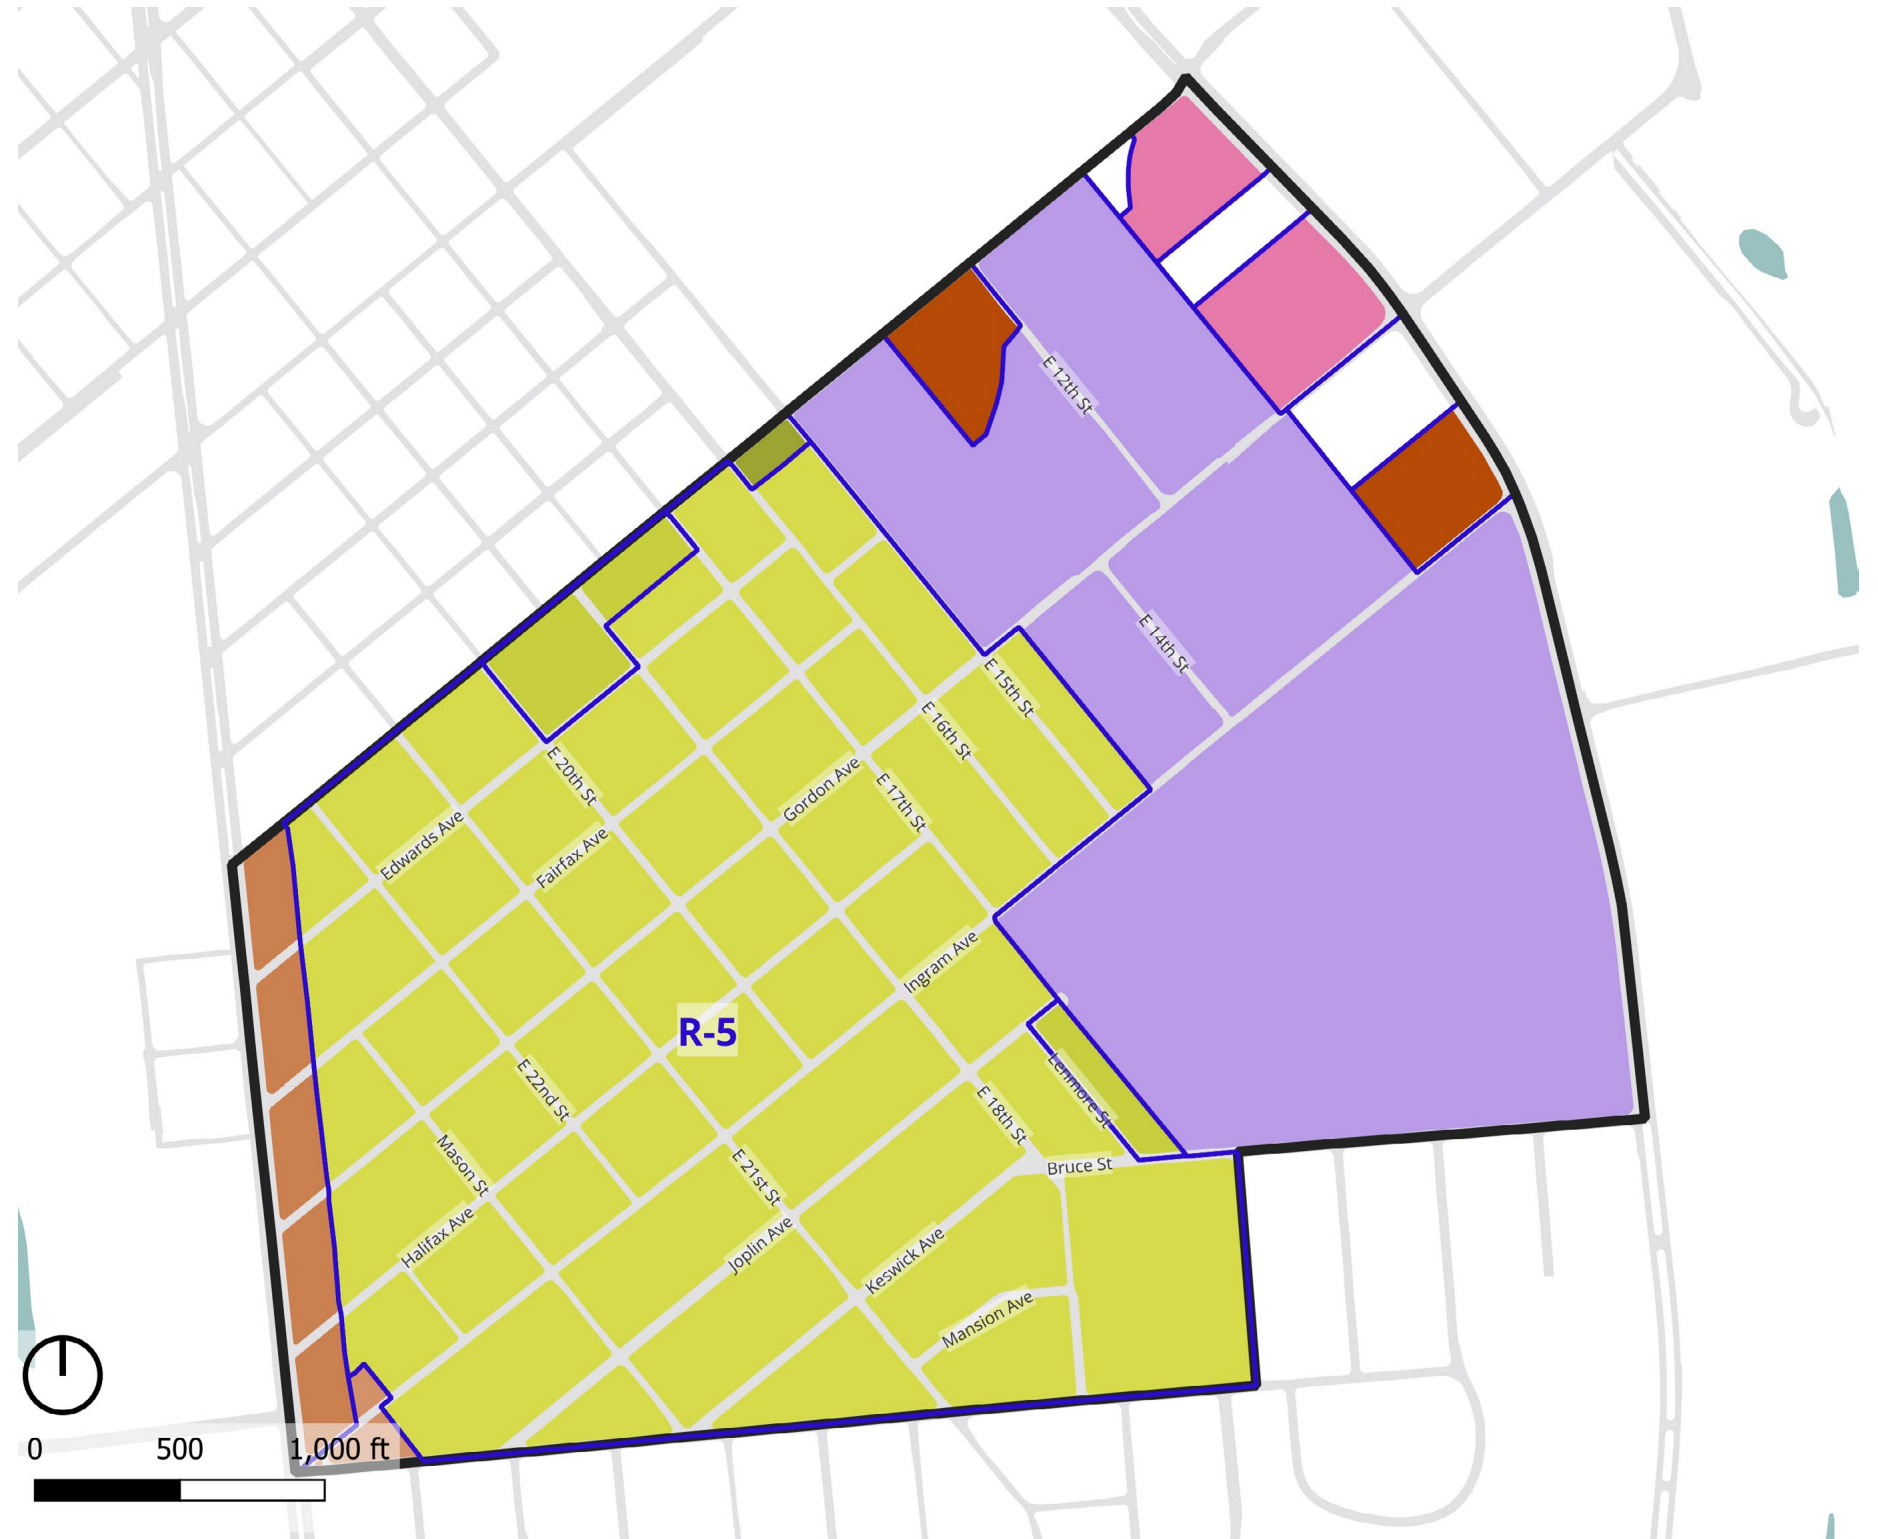 E 12th St
E 14th St
E 15th St
E 16th St
E 20th St
Gordon Ave
E 17th St
Edwards Ave
Fairfax Ave
Ingram Ave
R-5
E 22nd St
Lenmore St
E 18th St
Mason St
E 21st St
Bruce St
Halifax Ave
Joplin Ave
Keswick Ave
Mansion Ave
0 500 1,000 ft